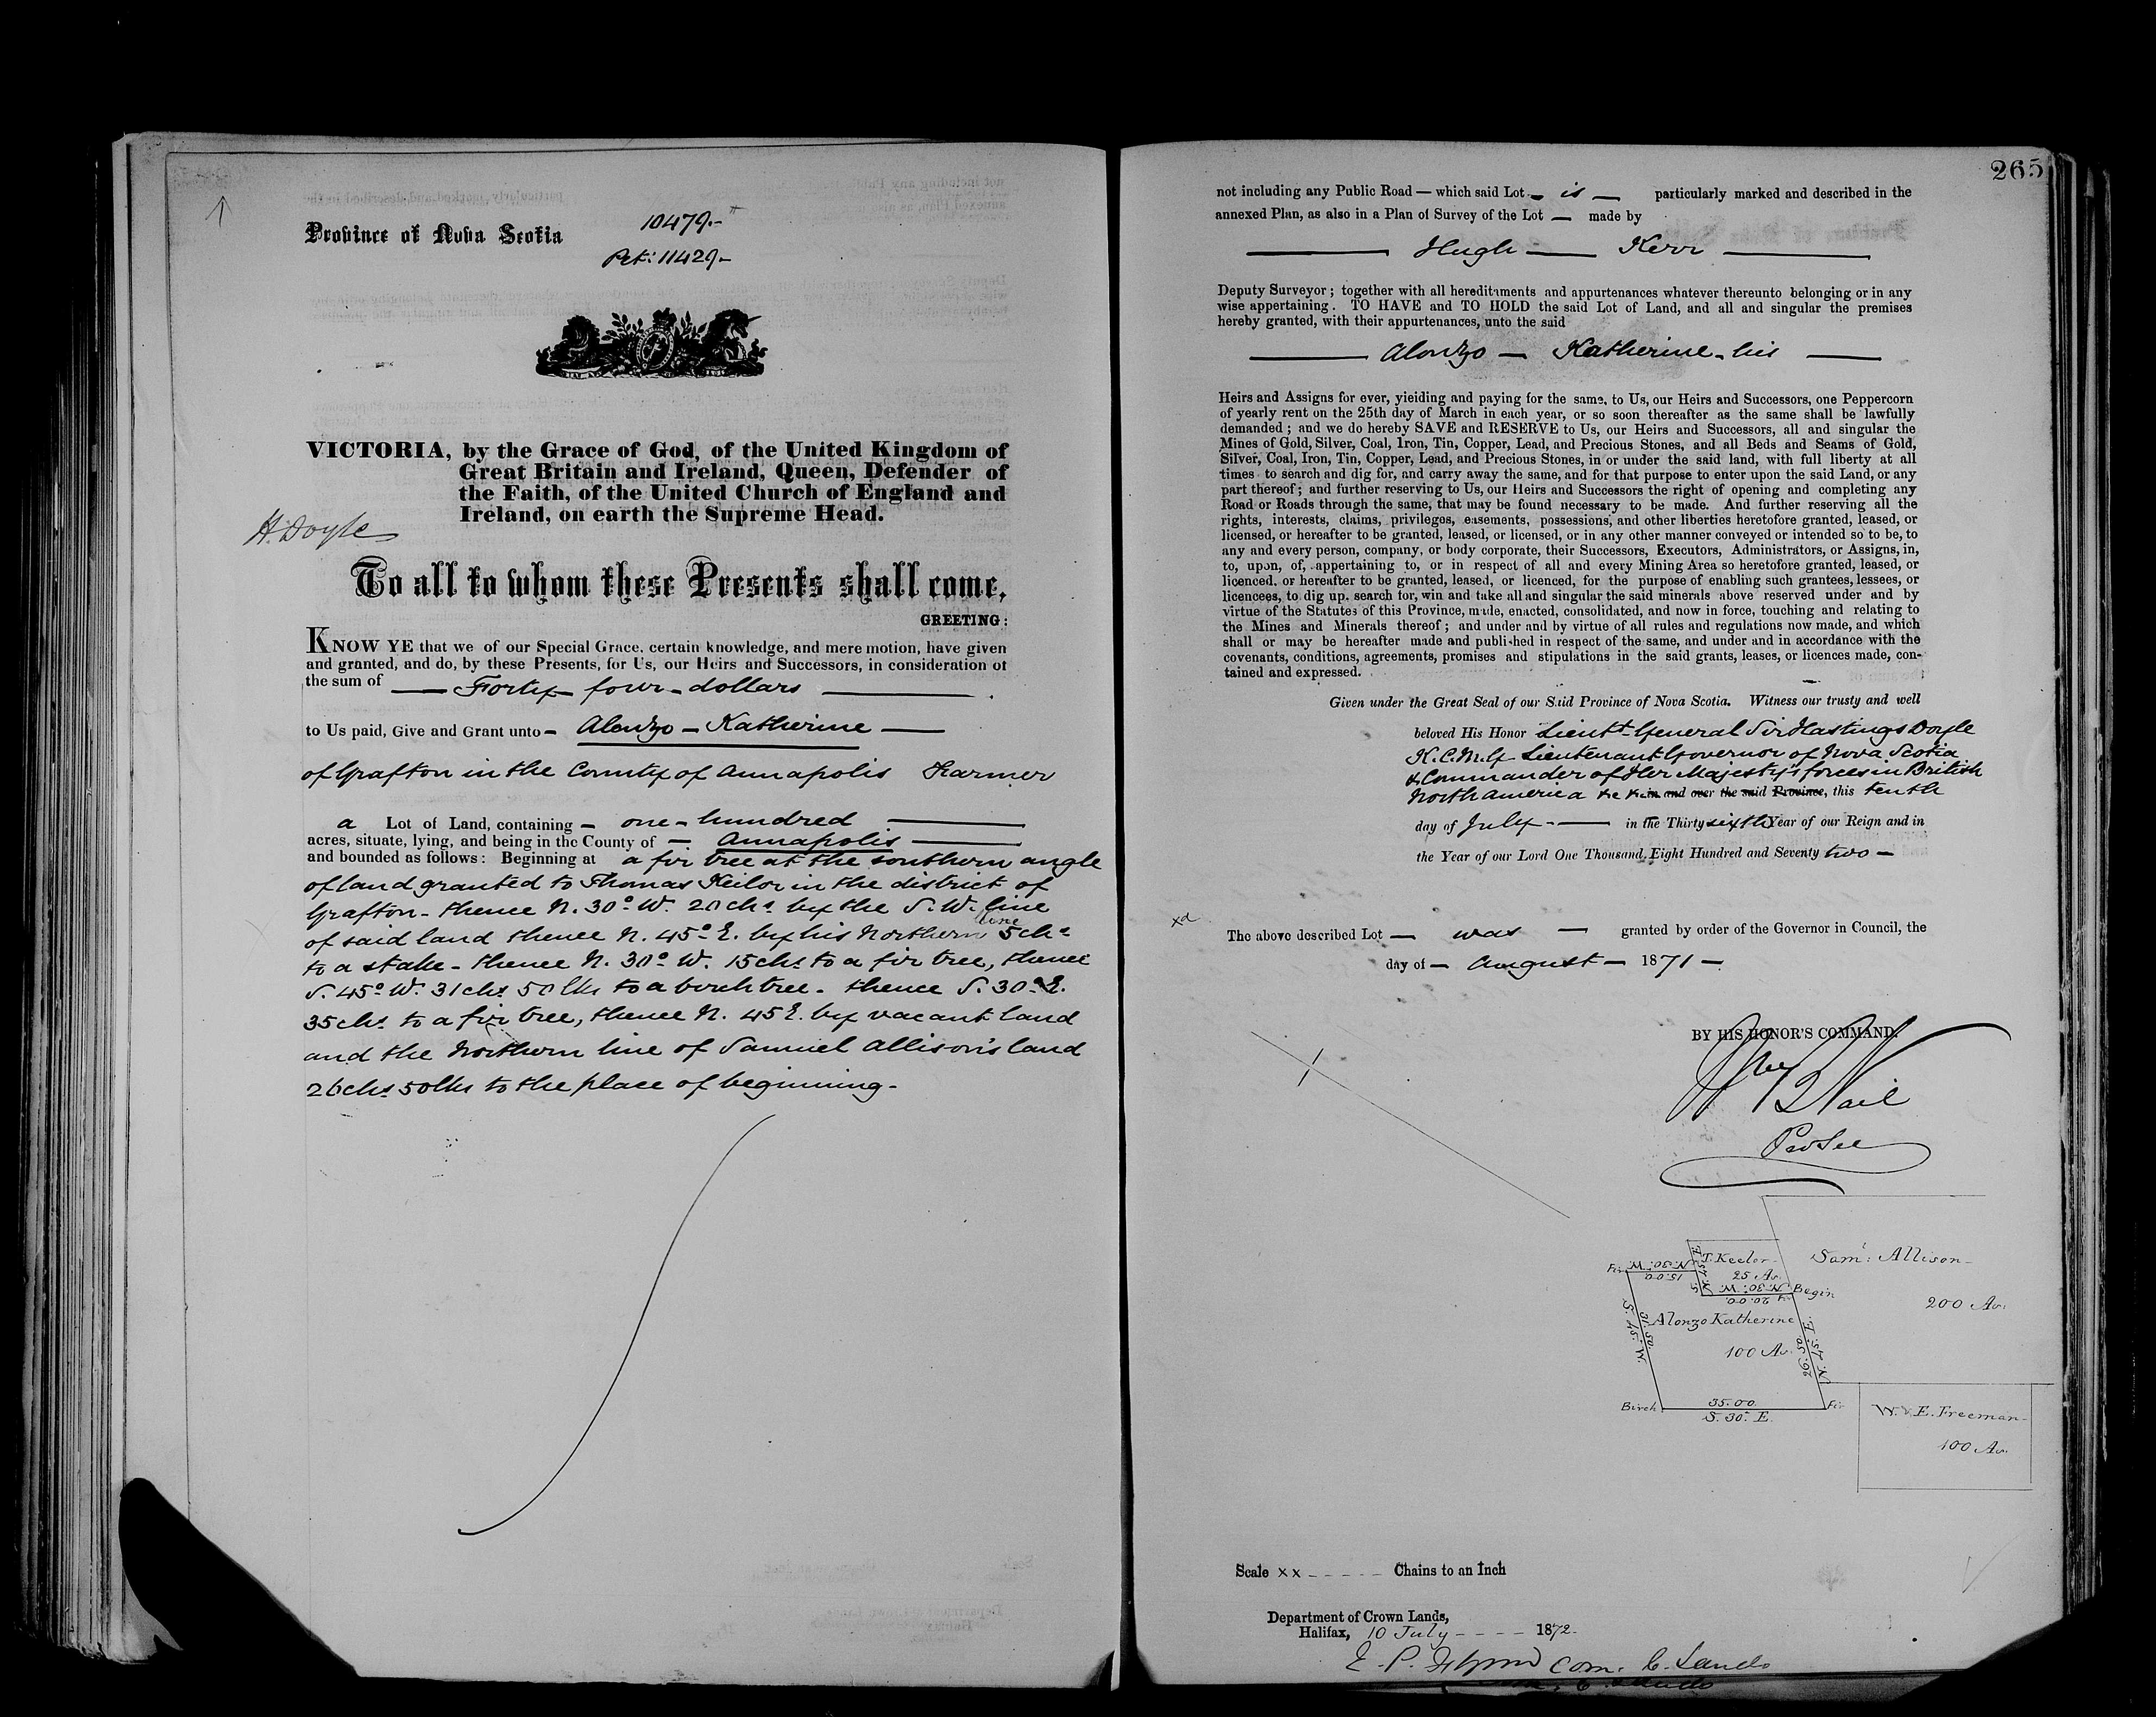 Province of Nova Scotia
10479.-
Pet: 11429.-
VICTORIA, by the Grace of God, of the United Kingdom of
Great Britain and Ireland, Queen, Defender of
the Faith, of the United Church of England and
Ireland, on earth the Supreme Head.
H. Doyle
To all to whom these Presents shall come,
GREETING:
KNOW YE that we of our Special Grace, certain knowledge, and mere motion, have given
and granted, and do, by these Presents, for Us, our Heirs and Successors, in consideration of
the sum of — Forty four dollars —
to Us paid, Give and Grant unto — Alonzo — Katherine —
of Grafton in the County of Annapolis Farmer
a Lot of Land, containing — one hundred —
acres, situate, lying, and being in the County of — Annapolis —
and bounded as follows: Beginning at a fir tree at the southern angle
of land granted to Thomas Keilor in the district of
Grafton - thence N. 30° W. 20 chs by the S. W. line
of said land thence N. 45° E. by his Northern line 5 chs
to a stake - thence N. 30° W. 15 chs to a fir tree, thence
S. 45° W. 31 chs 50 lks to a birch tree - thence S. 30° E.
35 chs to a fir tree, thence N. 45 E. by vacant land
and the Northern line of Samuel Allison's land
26 chs 50 lks to the place of beginning -
265
not including any Public Road — which said Lot — is — particularly marked and described in the
annexed Plan, as also in a Plan of Survey of the Lot — made by
— Hugh — Kerr —
Deputy Surveyor; together with all hereditaments and appurtenances whatever thereunto belonging or in any
wise appertaining. TO HAVE and TO HOLD the said Lot of Land, and all and singular the premises
hereby granted, with their appurtenances, unto the said
— Alonzo — Katherine - his —
Heirs and Assigns for ever, yieiding and paying for the same, to Us, our Heirs and Successors, one Peppercorn
of yearly rent on the 25th day of March in each year, or so soon thereafter as the same shall be lawfully
demanded; and we do hereby SAVE and RESERVE to Us, our Heirs and Successors, all and singular the
Mines of Gold, Silver, Coal, Iron, Tin, Copper, Lead, and Precious Stones, and all Beds and Seams of Gold,
Silver, Coal, Iron, Tin, Copper, Lead, and Precious Stones, in or under the said land, with full liberty at all
times to search and dig for, and carry away the same, and for that purpose to enter upon the said Land, or any
part thereof; and further reserving to Us, our Heirs and Successors the right of opening and completing any
Road or Roads through the same, that may be found necessary to be made. And further reserving all the
rights, interests, claims, privileges, easements, possessions, and other liberties heretofore granted, leased, or
licensed, or hereafter to be granted, leased, or licensed, or in any other manner conveyed or intended so to be, to
any and every person, company, or body corporate, their Successors, Executors, Administrators, or Assigns, in,
to, upon, of, appertaining to, or in respect of all and every Mining Area so heretofore granted, leased, or
licenced, or hereafter to be granted, leased, or licenced, for the purpose of enabling such grantees, lessees, or
licencees, to dig up, search for, win and take all and singular the said minerals above reserved under and by
virtue of the Statutes of this Province, made, enacted, consolidated, and now in force, touching and relating to
the Mines and Minerals thereof; and under and by virtue of all rules and regulations now made, and which
shall or may be hereafter made and published in respect of the same, and under and in accordance with the
covenants, conditions, agreements, promises and stipulations in the said grants, leases, or licences made, con-
tained and expressed.
Given under the Great Seal of our Said Province of Nova Scotia. Witness our trusty and well
beloved His Honor Lieut. General Sir Hastings Doyle
K.C.M.G. Lieutenant Governor of Nova Scotia
& Commander of Her Majesty's forces in British
North America in and over the said Province, this tenth
day of July — in the Thirty sixth Year of our Reign and in
the Year of our Lord One Thousand Eight Hundred and Seventy two —
xd
The above described Lot — was — granted by order of the Governor in Council, the
day of — August — 1871 —
BY HIS HONOR'S COMMAND.
Wm B Vail
Pro Sec
T. Keelor
25 As.
Sam: Allison
200 As.
Fir
N. 30. W.
15.00
N. 45. E
5.
N. 30. W.
20.00
Begin
Alonzo Katherine
100 As.
S. 45. W.
31.50
26.50
N. 45. E.
Birch
35.00
S. 30. E.
Fir
W. & E. Freeman
100 As.
Scale xx - - - - - Chains to an Inch
Department of Crown Lands,
Halifax, 10 July - - - - 1872.
E. P. Com. C. Lands